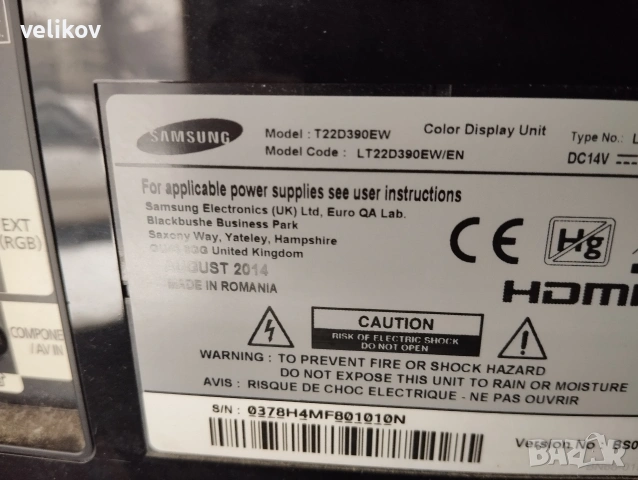 velikov
SAMSUNG
Model : T22D390EW
Color Display Unit
Type No.: L
Model Code : LT22D390EW/EN
DC14V
For applicable power supplies see user instructions
Samsung Electronics (UK) Ltd, Euro QA Lab.
Blackbushe Business Park
Saxony Way, Yateley, Hampshire
United Kingdom
AUGUST 2014
MADE IN ROMANIA
CE
Hg
HDMI
EXT
(RGB)
COMPONE
/ AV IN
CAUTION
RISK OF ELECTRIC SHOCK
DO NOT OPEN
WARNING : TO PREVENT FIRE OR SHOCK HAZARD
DO NOT EXPOSE THIS UNIT TO RAIN OR MOISTURE
AVIS : RISQUE DE CHOC ELECTRIQUE - NE PAS OUVRIR
S/N : 0378H4MF801010N
Version No : BS0
BAZAR